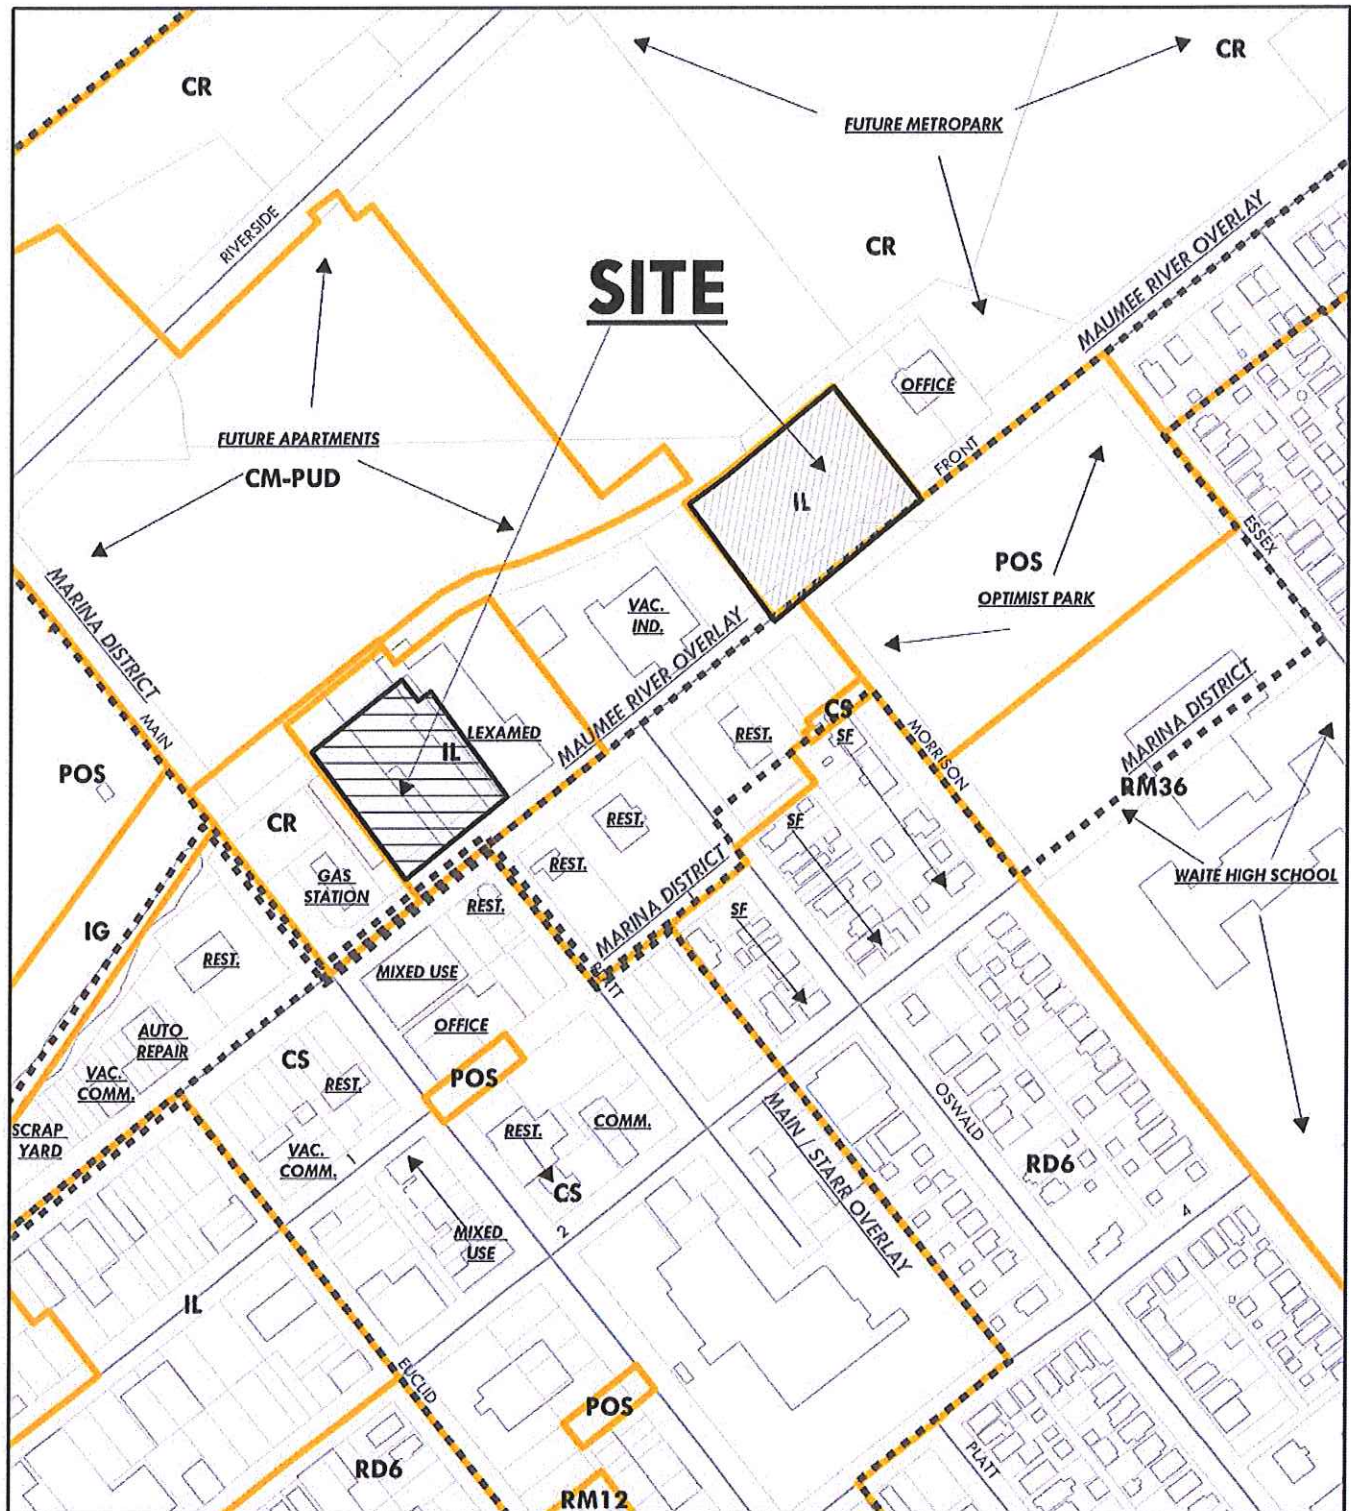 CR
CR
FUTURE METROPARK
RIVERSIDE
CR
MAUMEE RIVER OVERLAY
SITE
OFFICE
FUTURE APARTMENTS
CM-PUD
FRONT
IL
ESSEX
POS
OPTIMIST PARK
MARINA DISTRICT
VAC.
IND.
MAUMEE RIVER OVERLAY
MAIN
LEXAMED
IL
CS
SF
REST.
MORRISON
MARINA DISTRICT
RM36
POS
CR
REST.
REST.
SF
WAITE HIGH SCHOOL
GAS
STATION
REST.
MARINA DISTRICT
SF
IG
REST.
MIXED USE
PLATT
OFFICE
AUTO
REPAIR
VAC.
COMM.
CS
REST.
POS
SCRAP
YARD
VAC.
COMM.
1
REST.
COMM.
CS
MAIN / STARR OVERLAY
OSWALD
RD6
4
MIXED
USE
2
IL
EUCLID
POS
PLATT
RD6
RM12